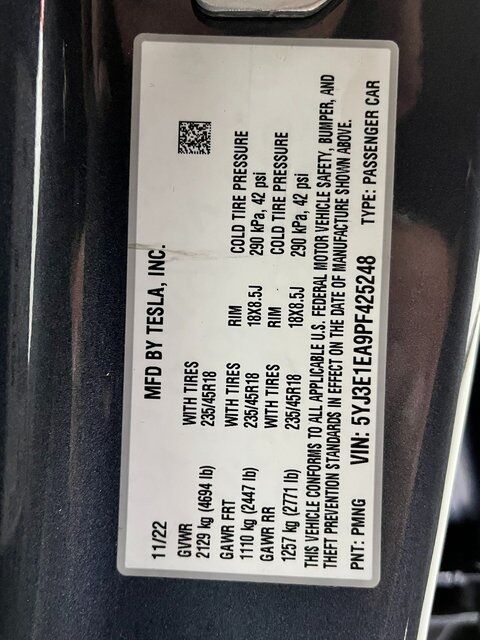 11/22 MFD BY TESLA, INC.
GVWR WITH TIRES
2129 kg (4694 lb) 235/45R18
GAWR FRT WITH TIRES RIM COLD TIRE PRESSURE
1110 kg (2447 lb) 235/45R18 18X8.5J 290 kPa, 42 psi
GAWR RR WITH TIRES RIM COLD TIRE PRESSURE
1257 kg (2771 lb) 235/45R18 18X8.5J 290 kPa, 42 psi
THIS VEHICLE CONFORMS TO ALL APPLICABLE U.S. FEDERAL MOTOR VEHICLE SAFETY, BUMPER, AND
THEFT PREVENTION STANDARDS IN EFFECT ON THE DATE OF MANUFACTURE SHOWN ABOVE.
PNT: PMNG VIN: 5YJ3E1EA9PF425248 TYPE: PASSENGER CAR